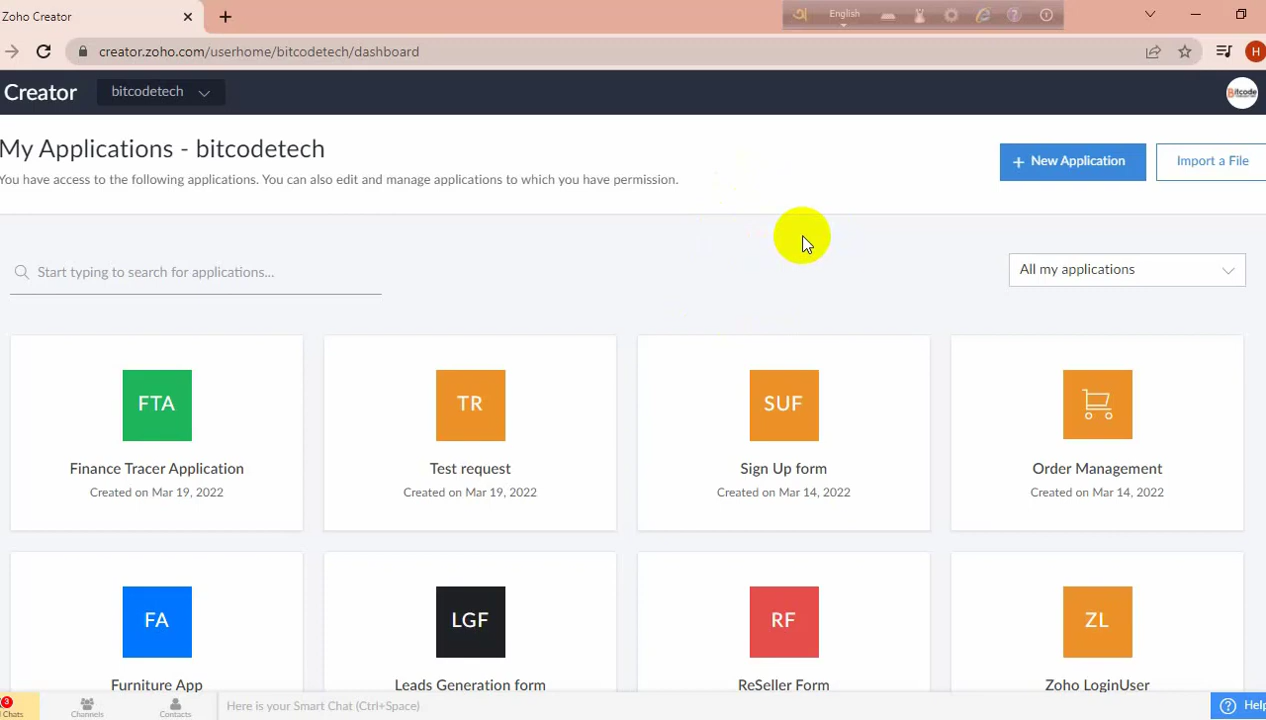 Zoho Creator
English
creator.zoho.com/userhome/bitcodetech/dashboard
H
Creator
bitcodetech
Bitcode
My Applications - bitcodetech
You have access to the following applications. You can also edit and manage applications to which you have permission.
+ New Application
Import a File
Start typing to search for applications...
All my applications
FTA
TR
SUF
Finance Tracer Application
Test request
Sign Up form
Order Management
Created on Mar 19, 2022
Created on Mar 19, 2022
Created on Mar 14, 2022
Created on Mar 14, 2022
FA
LGF
RF
ZL
Furniture App
Leads Generation form
ReSeller Form
Zoho LoginUser
3
Chats
Channels
Contacts
Here is your Smart Chat (Ctrl+Space)
? Help